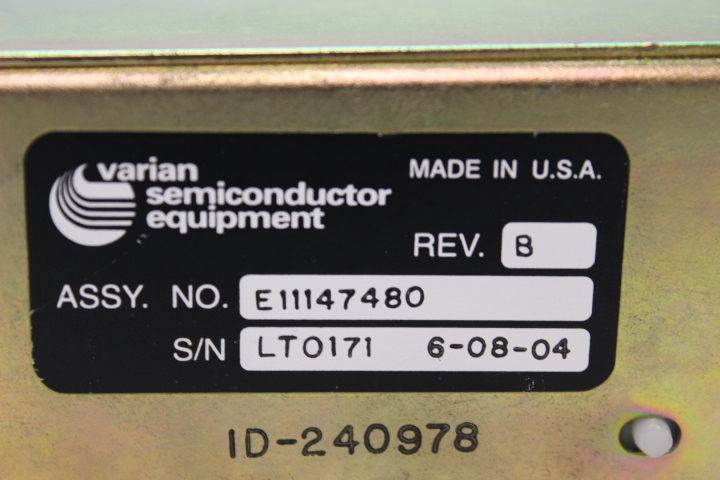 varian
semiconductor
equipment
MADE IN U.S.A.
REV. B
ASSY. NO. E11147480
S/N LT0171 6-08-04
ID-240978